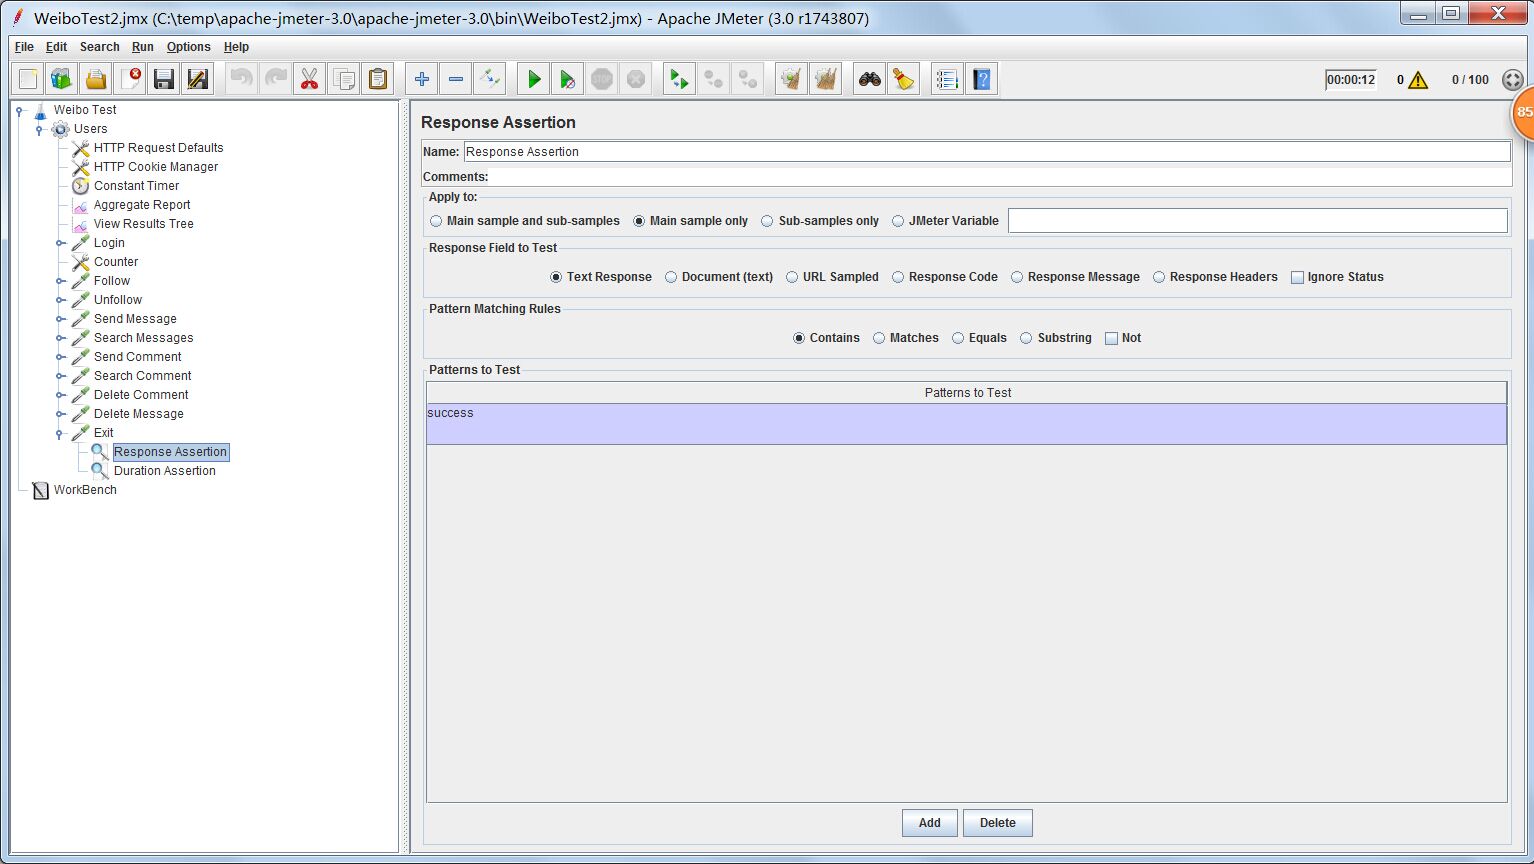 WeiboTest2.jmx (C:\temp\apache-jmeter-3.0\apache-jmeter-3.0\bin\WeiboTest2.jmx) - Apache JMeter (3.0 r1743807)
File Edit Search Run Options Help
STOP
00:00:12 0 0 / 100
85
Weibo Test
Users
HTTP Request Defaults
HTTP Cookie Manager
Constant Timer
Aggregate Report
View Results Tree
Login
Counter
Follow
Unfollow
Send Message
Search Messages
Send Comment
Search Comment
Delete Comment
Delete Message
Exit
Response Assertion
Duration Assertion
WorkBench
Response Assertion
Name: Response Assertion
Comments:
Apply to:
Main sample and sub-samples Main sample only Sub-samples only JMeter Variable
Response Field to Test
Text Response Document (text) URL Sampled Response Code Response Message Response Headers Ignore Status
Pattern Matching Rules
Contains Matches Equals Substring Not
Patterns to Test
Patterns to Test
success
Add Delete